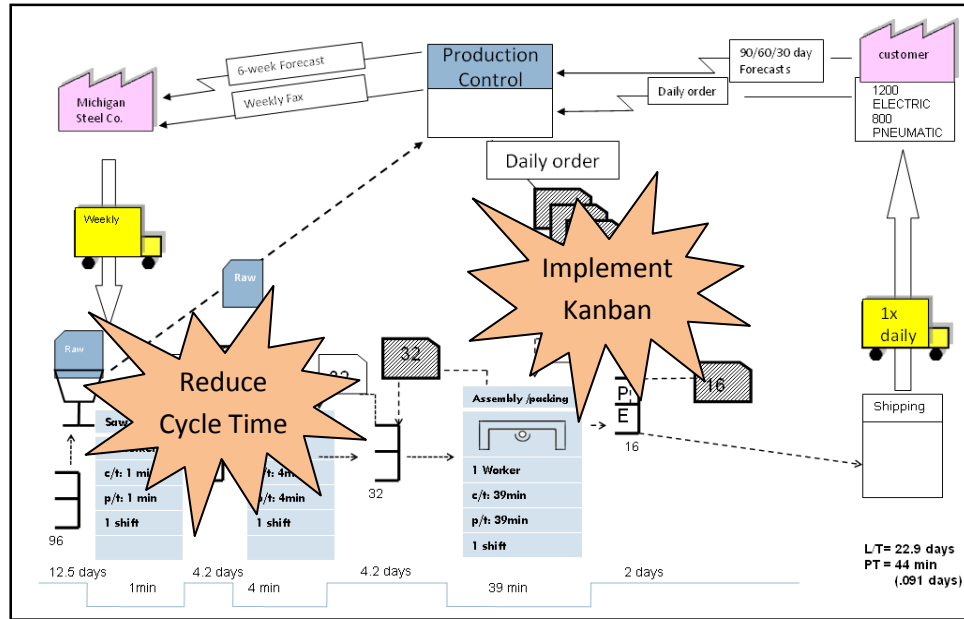 Production
Control
customer
6-week Forecast
Weekly Fax
90/60/30 day
Forecasts
Daily order
Michigan
Steel Co.
1200
ELECTRIC
800
PNEUMATIC
Daily order
Weekly
Raw
Implement
Kanban
1x
daily
Raw
Reduce
Cycle Time
32
16
Assembly /packing
P
E
Shipping
Saw
c/t: 1 min
p/t: 1 min
1 shift
c/t: 4min
p/t: 4min
1 shift
32
1 Worker
c/t: 39min
p/t: 39min
1 shift
16
96
L/T= 22.9 days
PT = 44 min
(.091 days)
12.5 days
4.2 days
4.2 days
2 days
1min
4 min
39 min